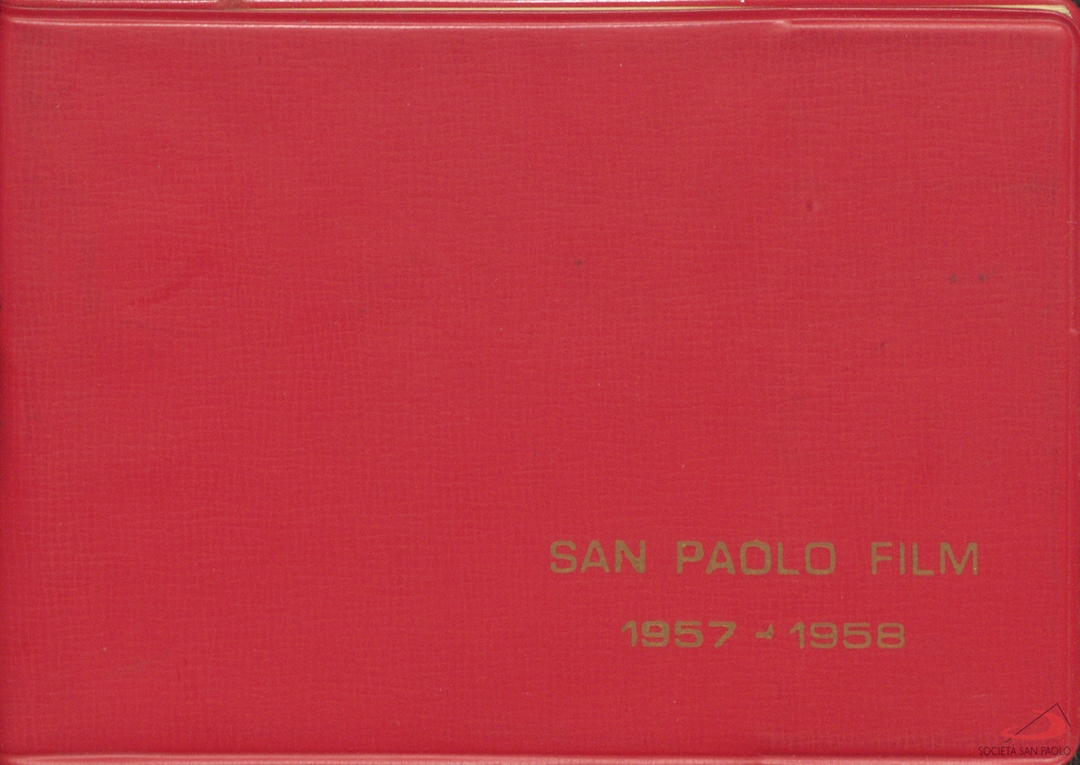 SAN PAOLO FILM
1957 - 1958
SOCIETÀ SAN PAOLO